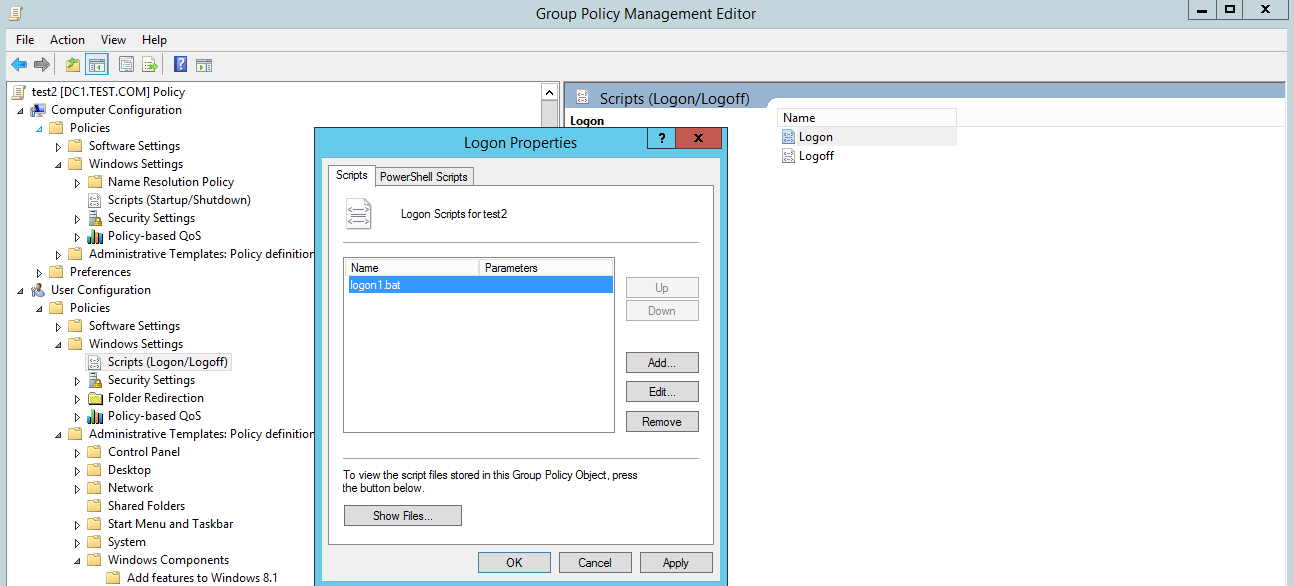 Group Policy Management Editor
File Action View Help
test2 [DC1.TEST.COM] Policy
Computer Configuration
Policies
Software Settings
Windows Settings
Name Resolution Policy
Scripts (Startup/Shutdown)
Security Settings
Policy-based QoS
Administrative Templates: Policy definition
Preferences
User Configuration
Policies
Software Settings
Windows Settings
Scripts (Logon/Logoff)
Security Settings
Folder Redirection
Policy-based QoS
Administrative Templates: Policy definition
Control Panel
Desktop
Network
Shared Folders
Start Menu and Taskbar
System
Windows Components
Add features to Windows 8.1
Scripts (Logon/Logoff)
Logon
Name
Logon
Logoff
Logon Properties
? X
Scripts PowerShell Scripts
Logon Scripts for test2
Name Parameters
logon1.bat
Up
Down
Add...
Edit...
Remove
To view the script files stored in this Group Policy Object, press
the button below.
Show Files...
OK Cancel Apply